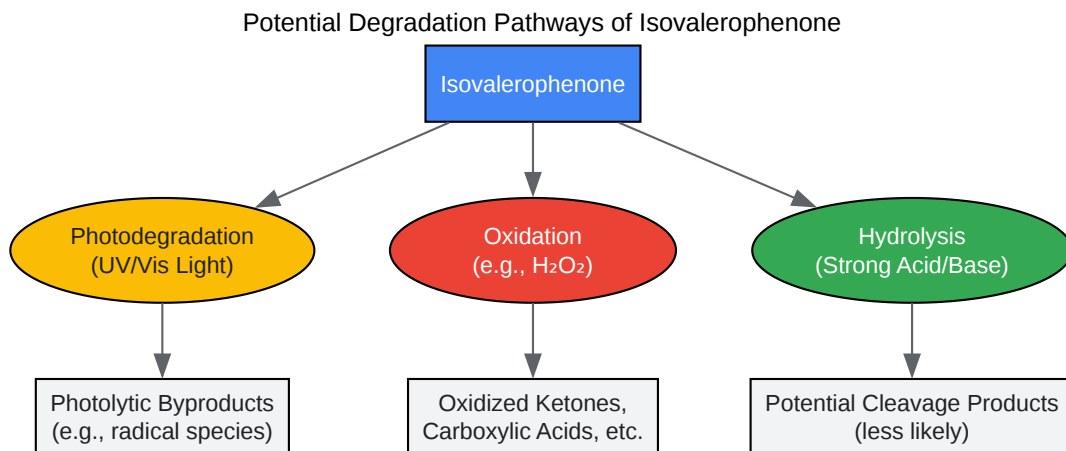 Potential Degradation Pathways of Isovalerophenone
Isovalerophenone
Photodegradation
(UV/Vis Light)
Oxidation
(e.g., H₂O₂)
Hydrolysis
(Strong Acid/Base)
Photolytic Byproducts
(e.g., radical species)
Oxidized Ketones,
Carboxylic Acids, etc.
Potential Cleavage Products
(less likely)